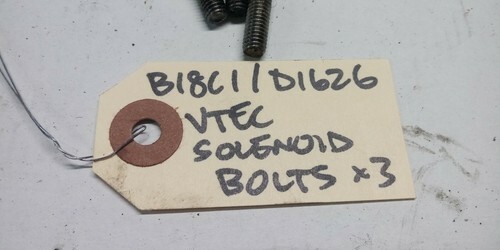 B18C1/D16Z6
VTEC
SOLENOID
BOLTS x3